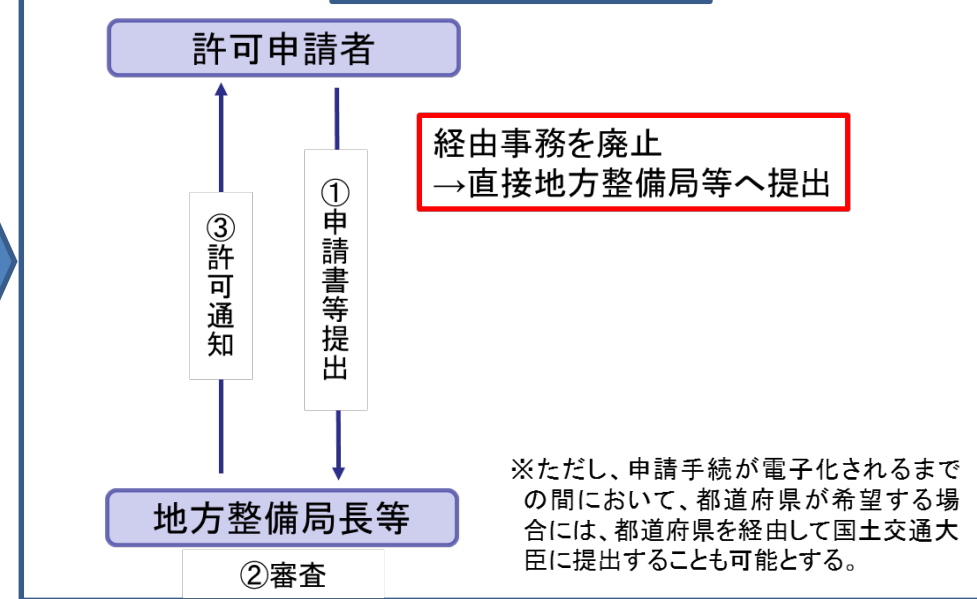 許可申請者
経由事務を廃止
→直接地方整備局等へ提出
③許可通知
①申請書等提出
地方整備局長等
②審査
※ただし、申請手続が電子化されるまで
の間において、都道府県が希望する場
合には、都道府県を経由して国土交通大
臣に提出することも可能とする。